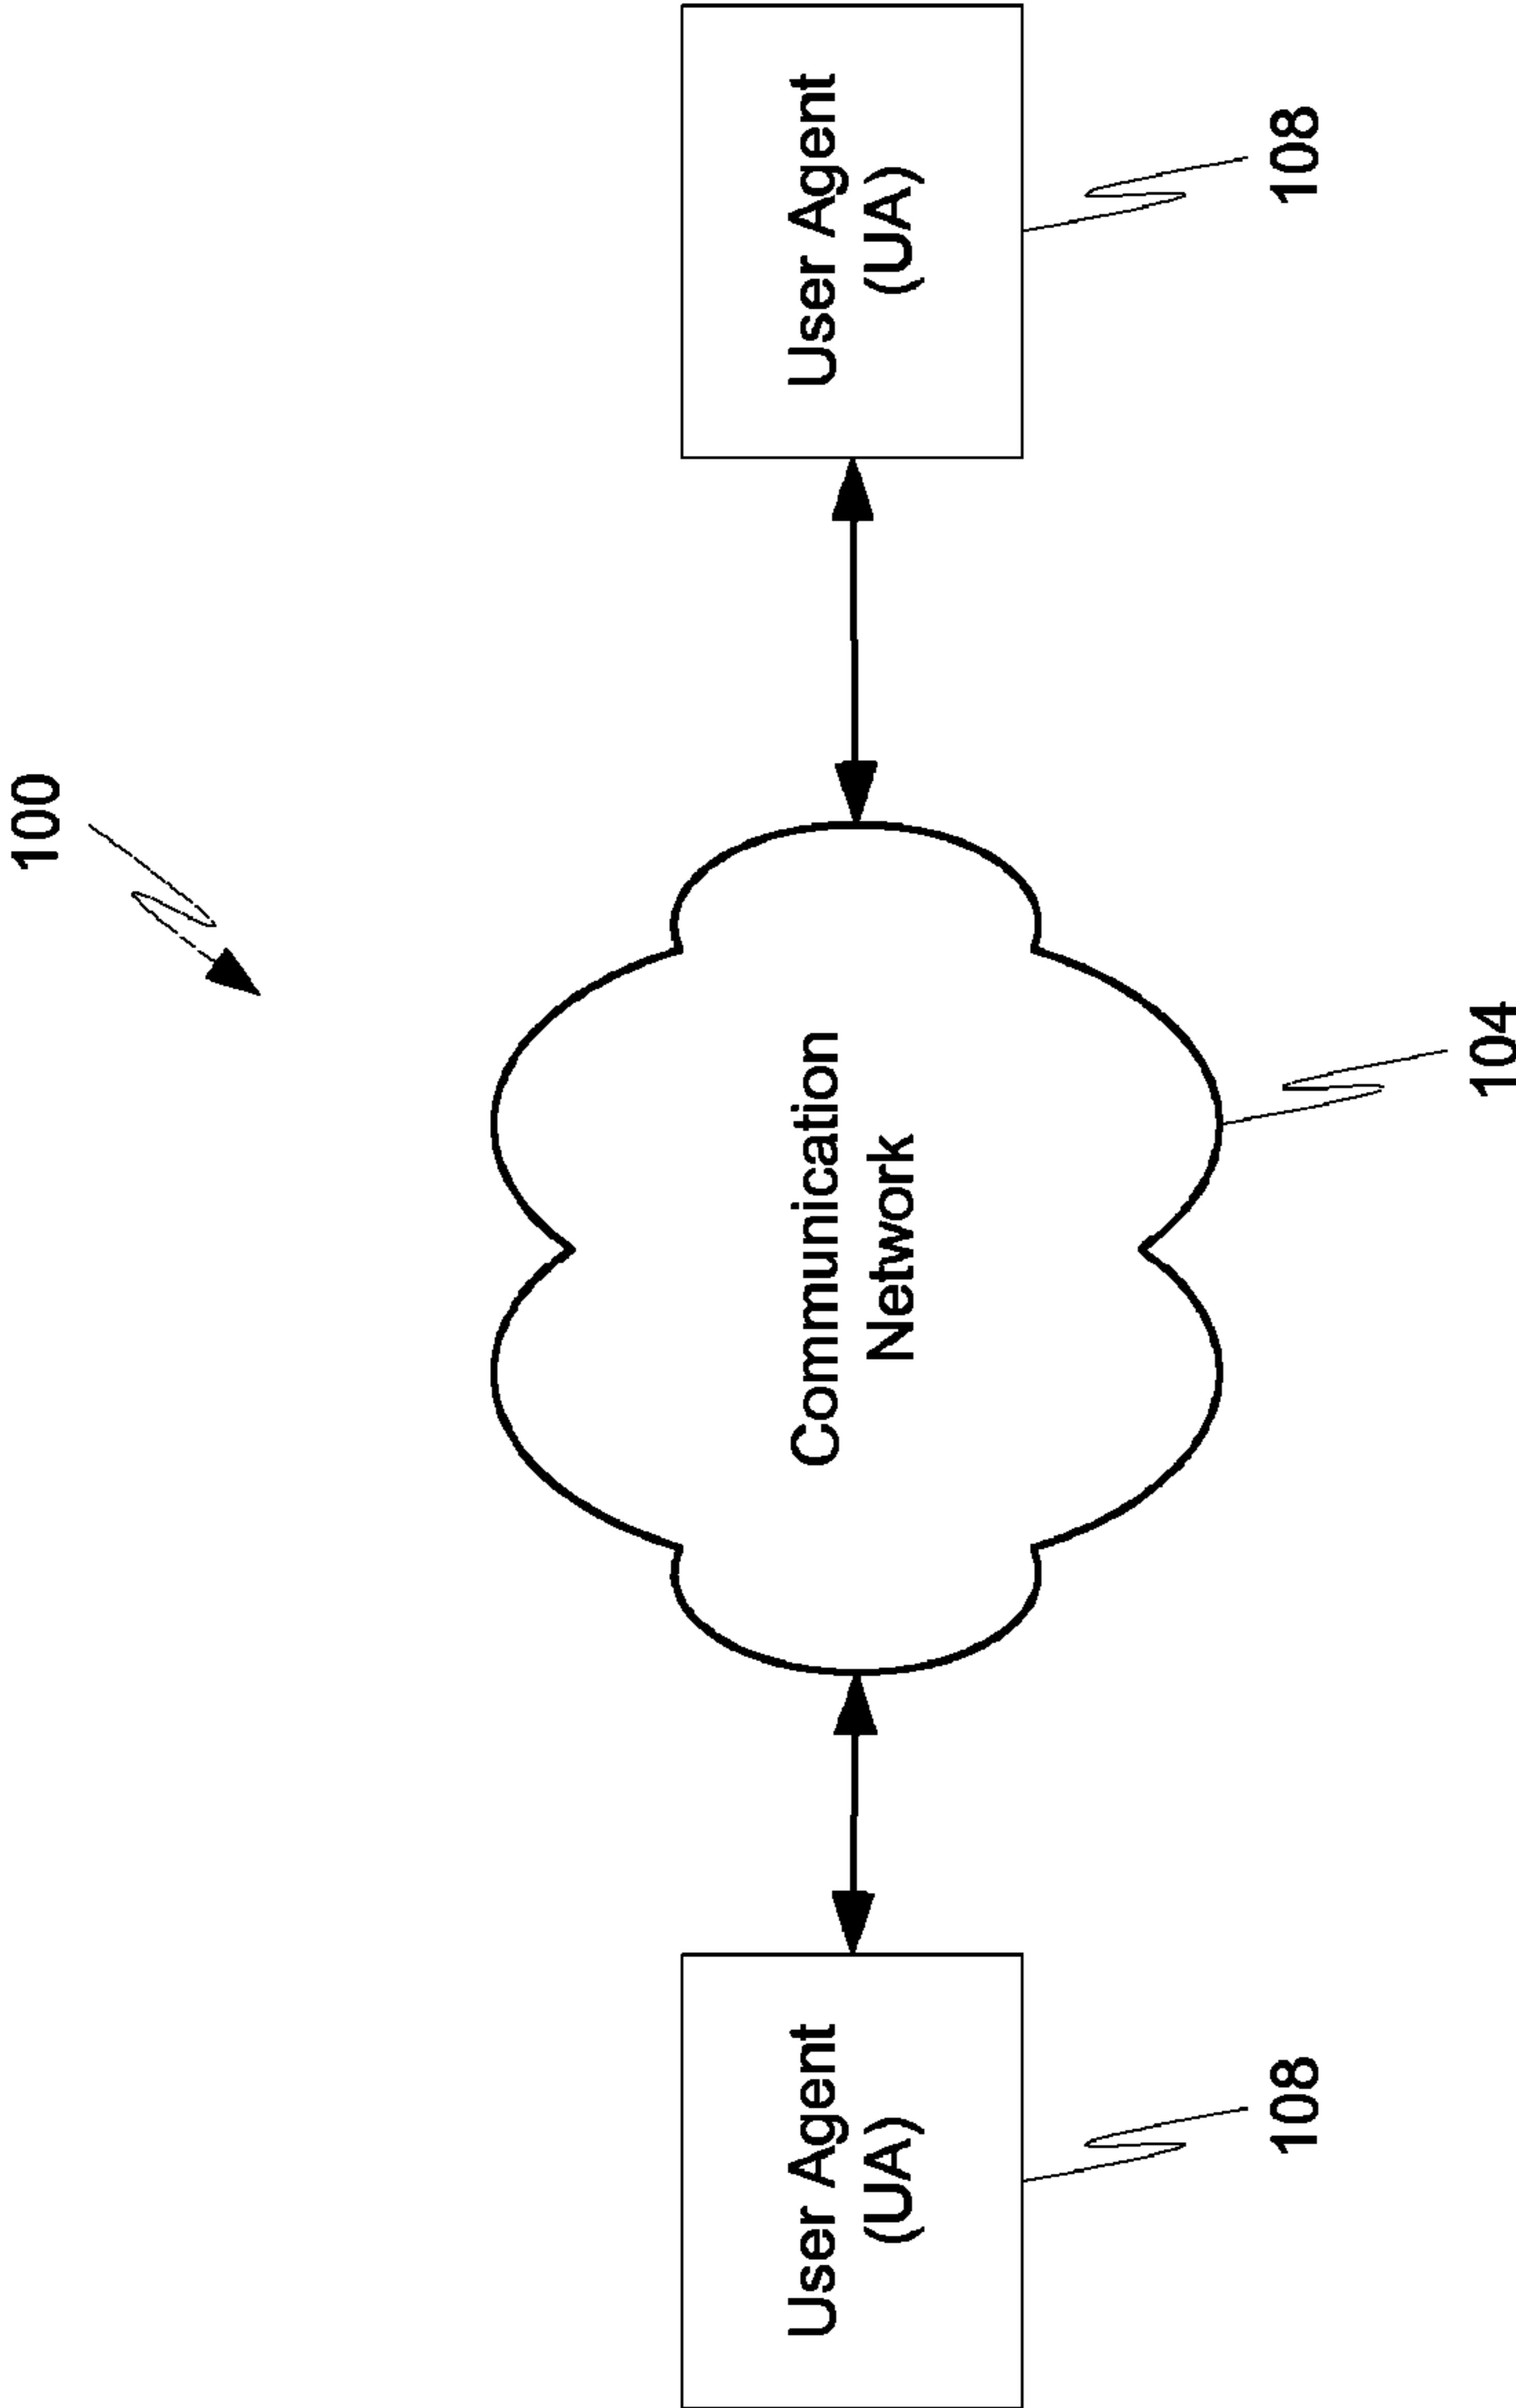 100
User Agent
(UA)
108
Communication
Network
104
User Agent
(UA)
108